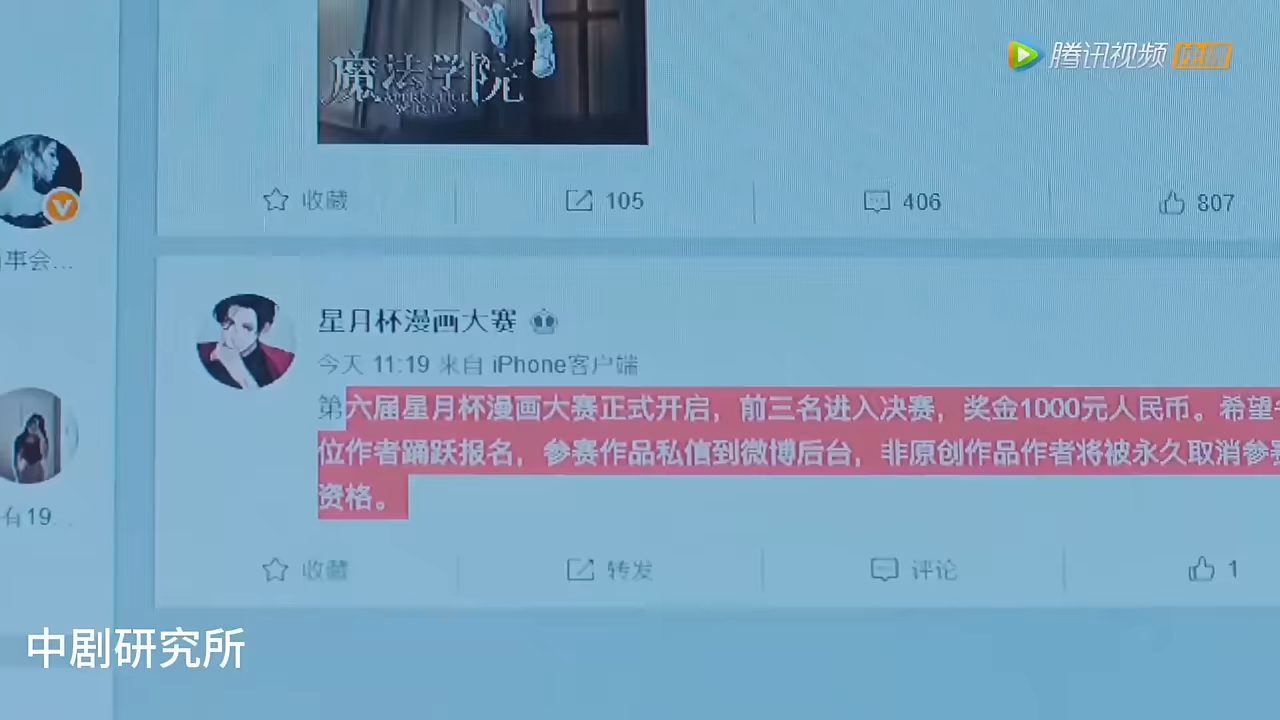 腾讯视频
魔法学院
收藏
105
406
807
事会...
星月杯漫画大赛
今天 11:19 来自 iPhone客户端
第六届星月杯漫画大赛正式开启，前三名进入决赛，奖金1000元人民币。希望
位作者踊跃报名，参赛作品私信到微博后台，非原创作品作者将被永久取消参赛
资格。
有19...
收藏
转发
评论
1
中剧研究所